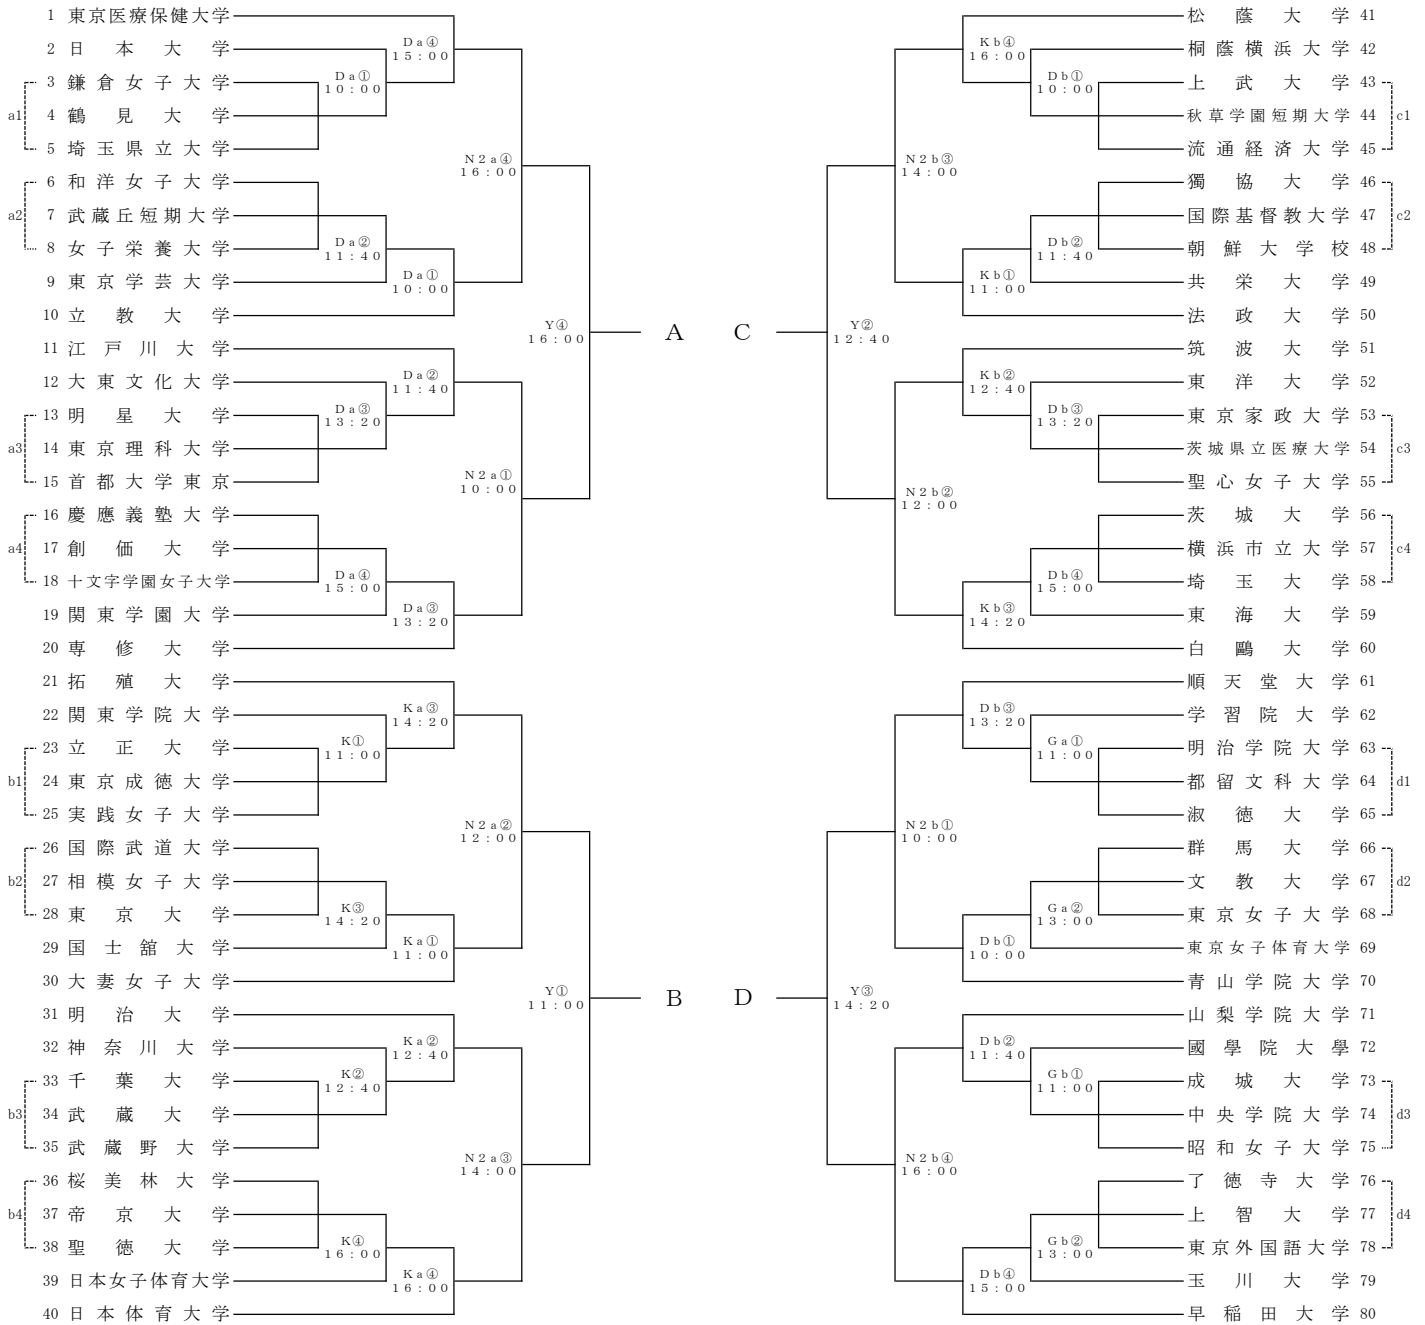 1 東京医療保健大学
2 日本大学
3 鎌倉女子大学
4 鶴見大学
5 埼玉県立大学
6 和洋女子大学
7 武蔵丘短期大学
8 女子栄養大学
9 東京学芸大学
10 立教大学
11 江戸川大学
12 大東文化大学
13 明星大学
14 東京理科大学
15 首都大学東京
16 慶應義塾大学
17 創価大学
18 十文字学園女子大学
19 関東学園大学
20 専修大学
21 拓殖大学
22 関東学院大学
23 立正大学
24 東京成徳大学
25 実践女子大学
26 国際武道大学
27 相模女子大学
28 東京大学
29 国士舘大学
30 大妻女子大学
31 明治大学
32 神奈川大学
33 千葉大学
34 武蔵大学
35 武蔵野大学
36 桜美林大学
37 帝京大学
38 聖徳大学
39 日本女子体育大学
40 日本体育大学
a1
a2
a3
a4
b1
b2
b3
b4
Da①
10:00
Da②
11:40
Da③
13:20
Da④
15:00
K①
11:00
K③
14:20
K②
12:40
K④
16:00
Da④
15:00
Da①
10:00
Da②
11:40
Da③
13:20
Ka③
14:20
Ka①
11:00
Ka②
12:40
Ka④
16:00
N2a④
16:00
N2a①
10:00
N2a②
12:00
N2a③
14:00
Y④
16:00
Y①
11:00
A
B
C
D
Y②
12:40
Y③
14:20
N2b③
14:00
N2b②
12:00
N2b①
10:00
N2b④
16:00
Kb④
16:00
Kb①
11:00
Kb②
12:40
Kb③
14:20
Db③
13:20
Db①
10:00
Db②
11:40
Db④
15:00
Db①
10:00
Db②
11:40
Db③
13:20
Db④
15:00
Ga①
11:00
Ga②
13:00
Gb①
11:00
Gb②
13:00
松蔭大学 41
桐蔭横浜大学 42
上武大学 43
秋草学園短期大学 44
流通経済大学 45
獨協大学 46
国際基督教大学 47
朝鮮大学校 48
共栄大学 49
法政大学 50
筑波大学 51
東洋大学 52
東京家政大学 53
茨城県立医療大学 54
聖心女子大学 55
茨城大学 56
横浜市立大学 57
埼玉大学 58
東海大学 59
白鷗大学 60
順天堂大学 61
学習院大学 62
明治学院大学 63
都留文科大学 64
淑徳大学 65
群馬大学 66
文教大学 67
東京女子大学 68
東京女子体育大学 69
青山学院大学 70
山梨学院大学 71
國學院大學 72
成城大学 73
中央学院大学 74
昭和女子大学 75
了徳寺大学 76
上智大学 77
東京外国語大学 78
玉川大学 79
早稲田大学 80
c1
c2
c3
c4
d1
d2
d3
d4